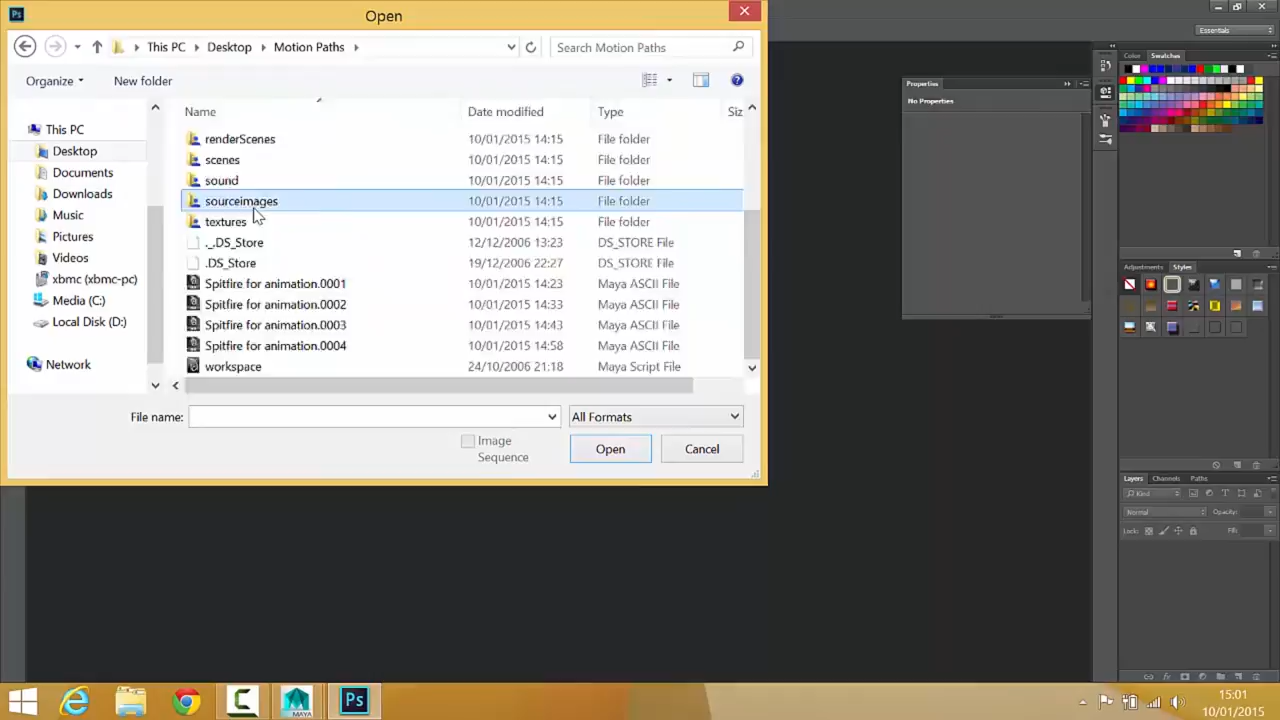 Ps
Open
This PC
Desktop
Motion Paths
Search Motion Paths
Essentials
Organize
New folder
Name
Date modified
Type
Siz
This PC
Desktop
Documents
Downloads
Music
Pictures
Videos
xbmc (xbmc-pc)
Media (C:)
Local Disk (D:)
Network
renderScenes 10/01/2015 14:15 File folder
scenes 10/01/2015 14:15 File folder
sound 10/01/2015 14:15 File folder
sourceimages 10/01/2015 14:15 File folder
textures 10/01/2015 14:15 File folder
._.DS_Store 12/12/2006 13:23 DS_STORE File
.DS_Store 19/12/2006 22:27 DS_STORE File
Spitfire for animation.0001 10/01/2015 14:23 Maya ASCII File
Spitfire for animation.0002 10/01/2015 14:33 Maya ASCII File
Spitfire for animation.0003 10/01/2015 14:43 Maya ASCII File
Spitfire for animation.0004 10/01/2015 14:58 Maya ASCII File
workspace 24/10/2006 21:18 Maya Script File
File name:
All Formats
Image
Sequence
Open
Cancel
Properties
No Properties
Color
Swatches
Adjustments
Styles
Layers
Channels
Paths
Kind
Normal
Opacity:
Lock:
Fill:
MAYA
Ps
15:01
10/01/2015